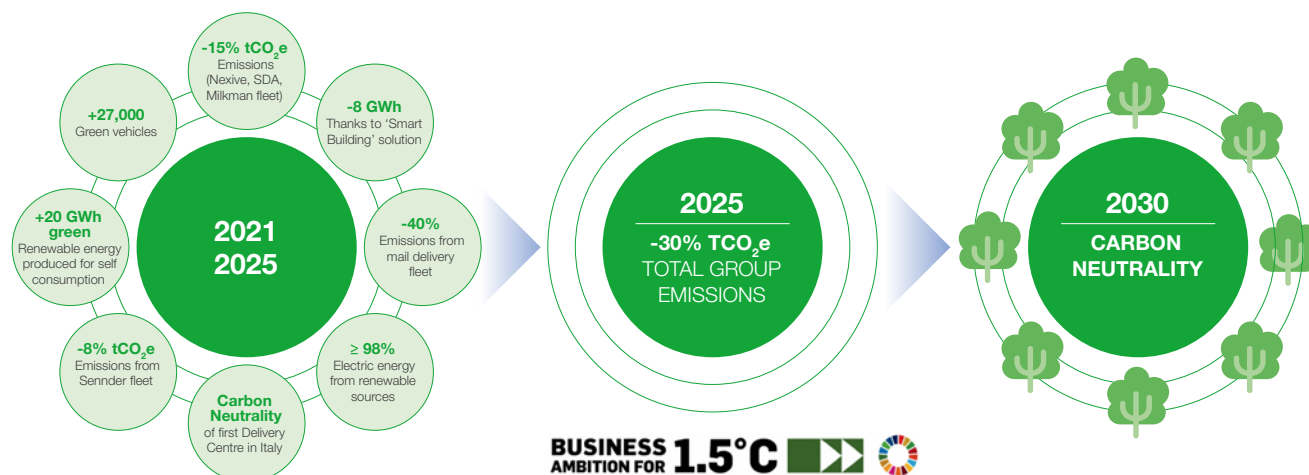 -15% tCO₂e
Emissions
(Nexive, SDA,
Milkman fleet)
-8 GWh
Thanks to ‘Smart
Building’ solution
-40%
Emissions from
mail delivery
fleet
≥ 98%
Electric energy
from renewable
sources
Carbon
Neutrality
of first Delivery
Centre in Italy
-8% tCO₂e
Emissions from
Sennder fleet
+20 GWh
green
Renewable energy
produced for self
consumption
+27,000
Green vehicles
2021
2025
2025
-30% TCO₂e
TOTAL GROUP
EMISSIONS
2030
CARBON
NEUTRALITY
BUSINESS
AMBITION FOR 1.5°C